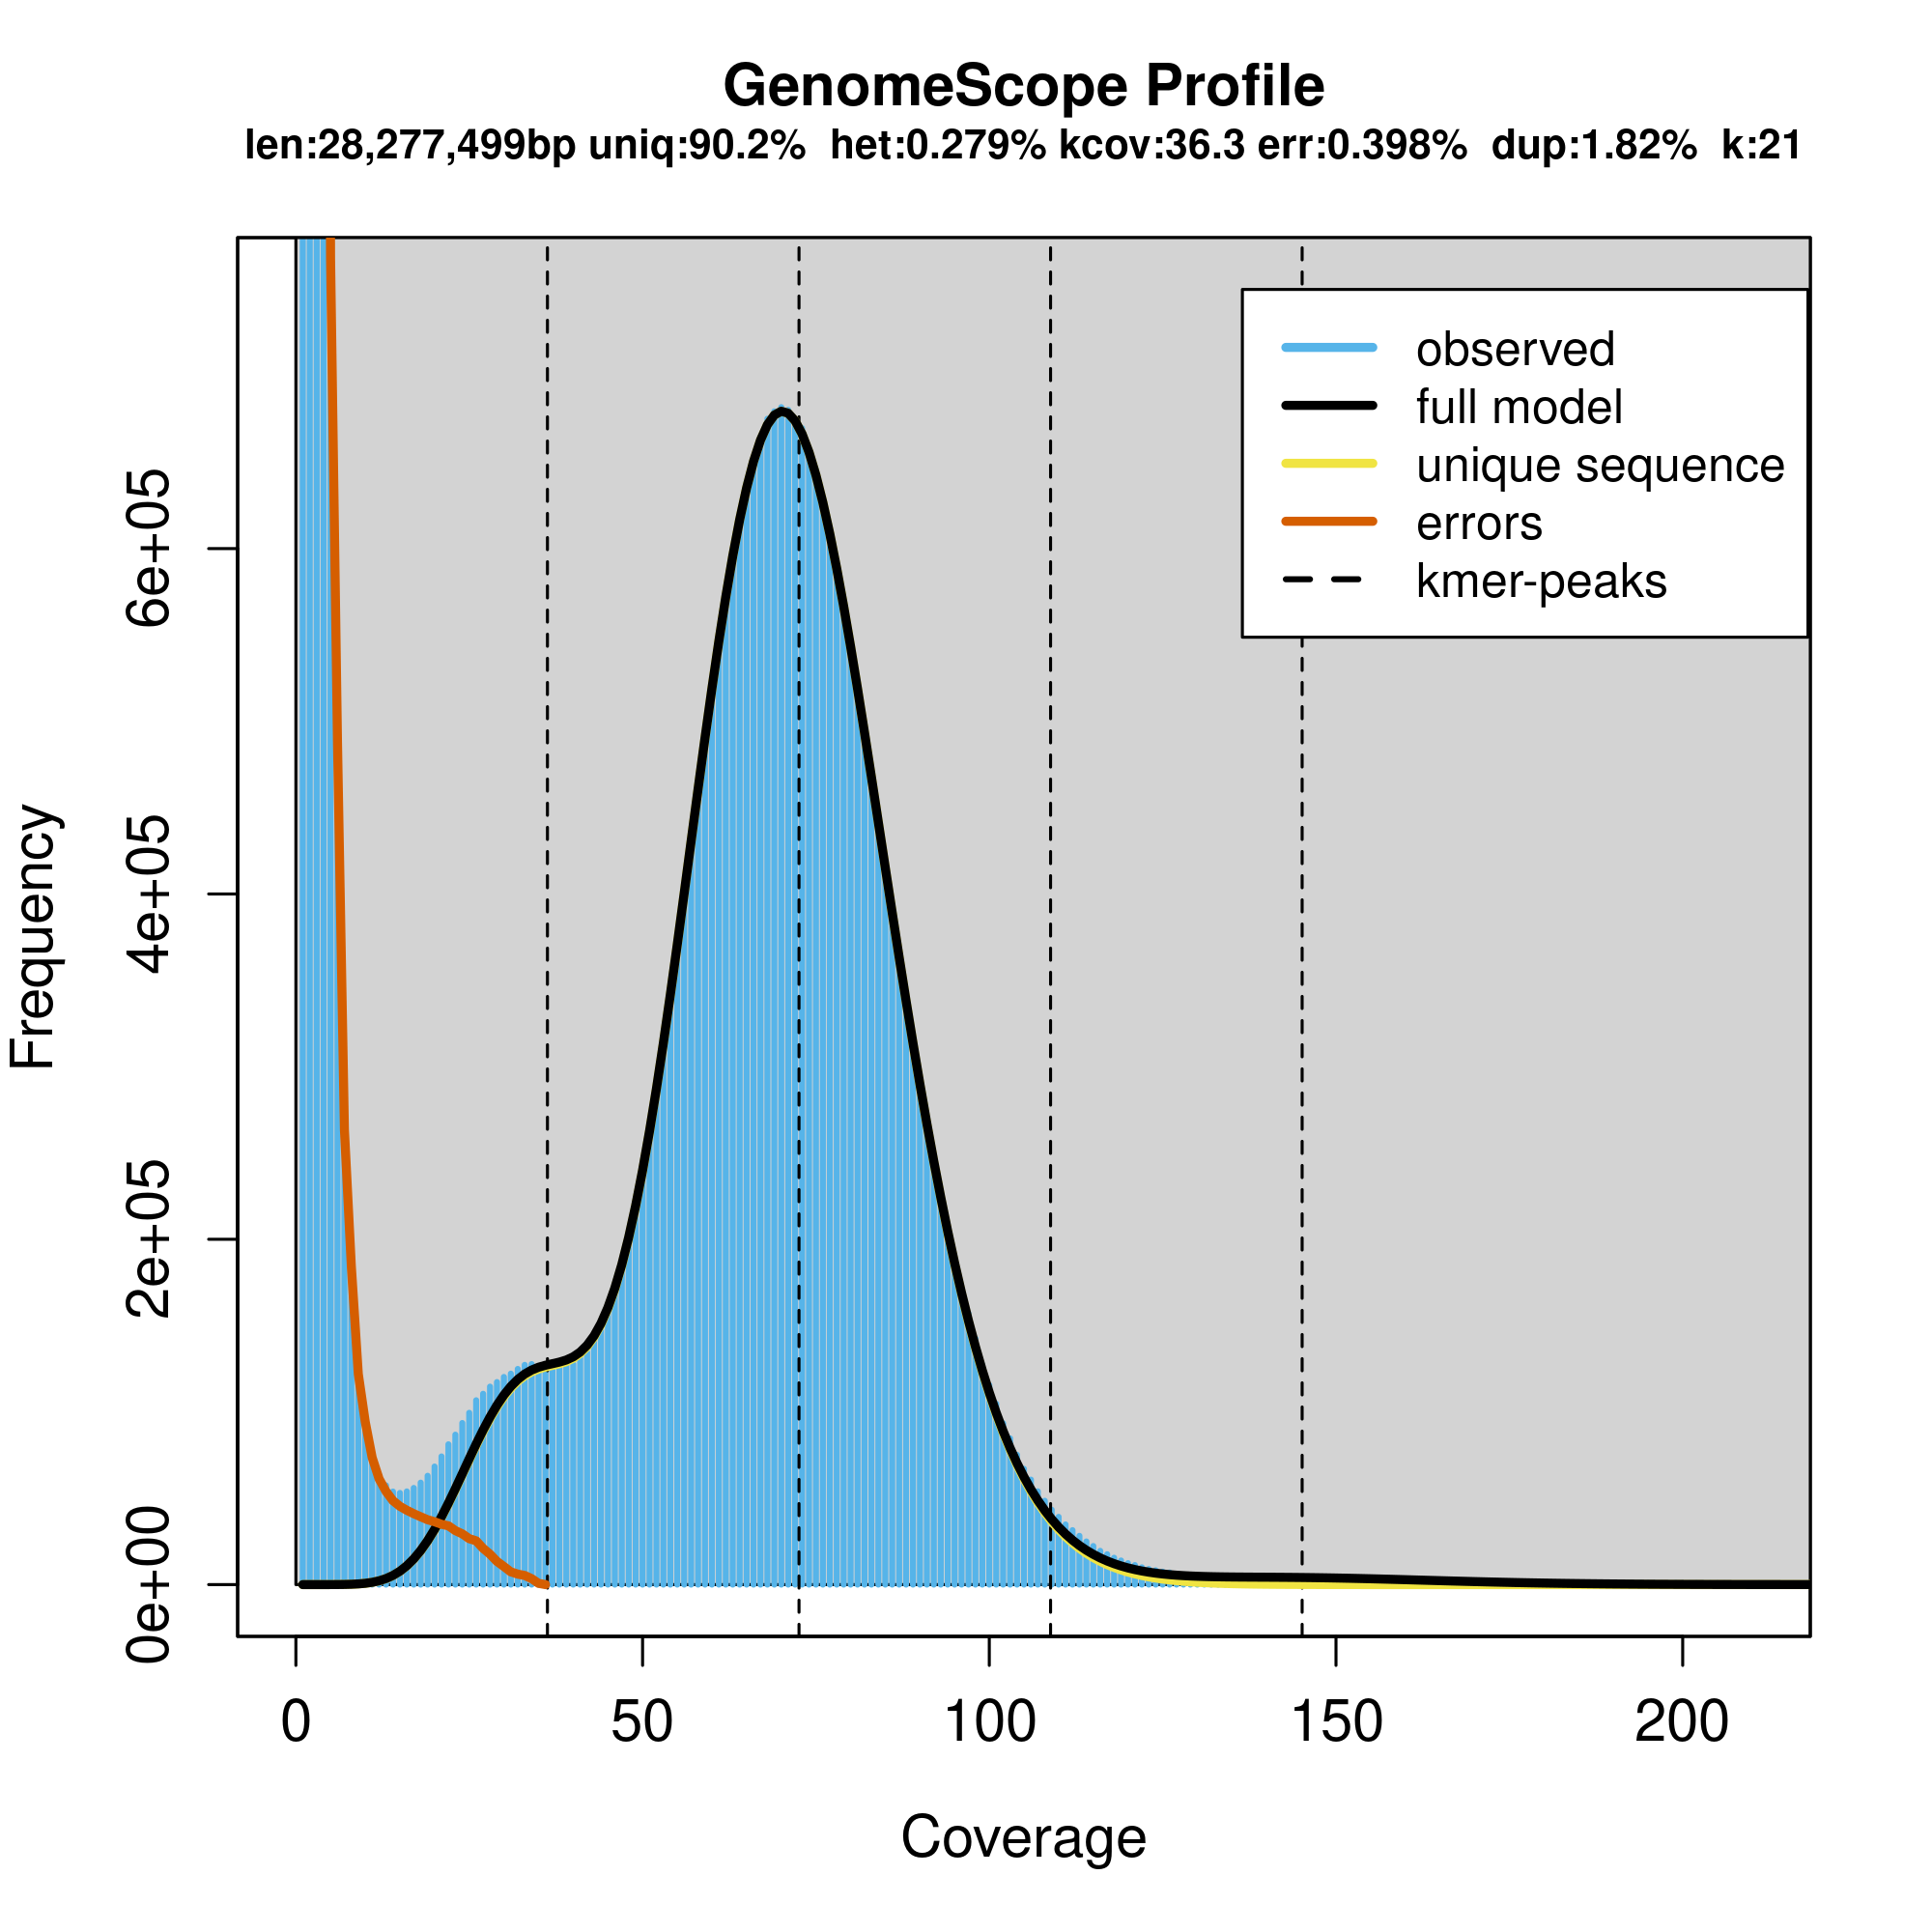 GenomeScope Profile
len:28,277,499bp uniq:90.2% het:0.279% kcov:36.3 err:0.398% dup:1.82% k:21
observed
full model
unique sequence
errors
kmer-peaks
Frequency
6e+05
4e+05
2e+05
0e+00
0 50 100 150 200
Coverage